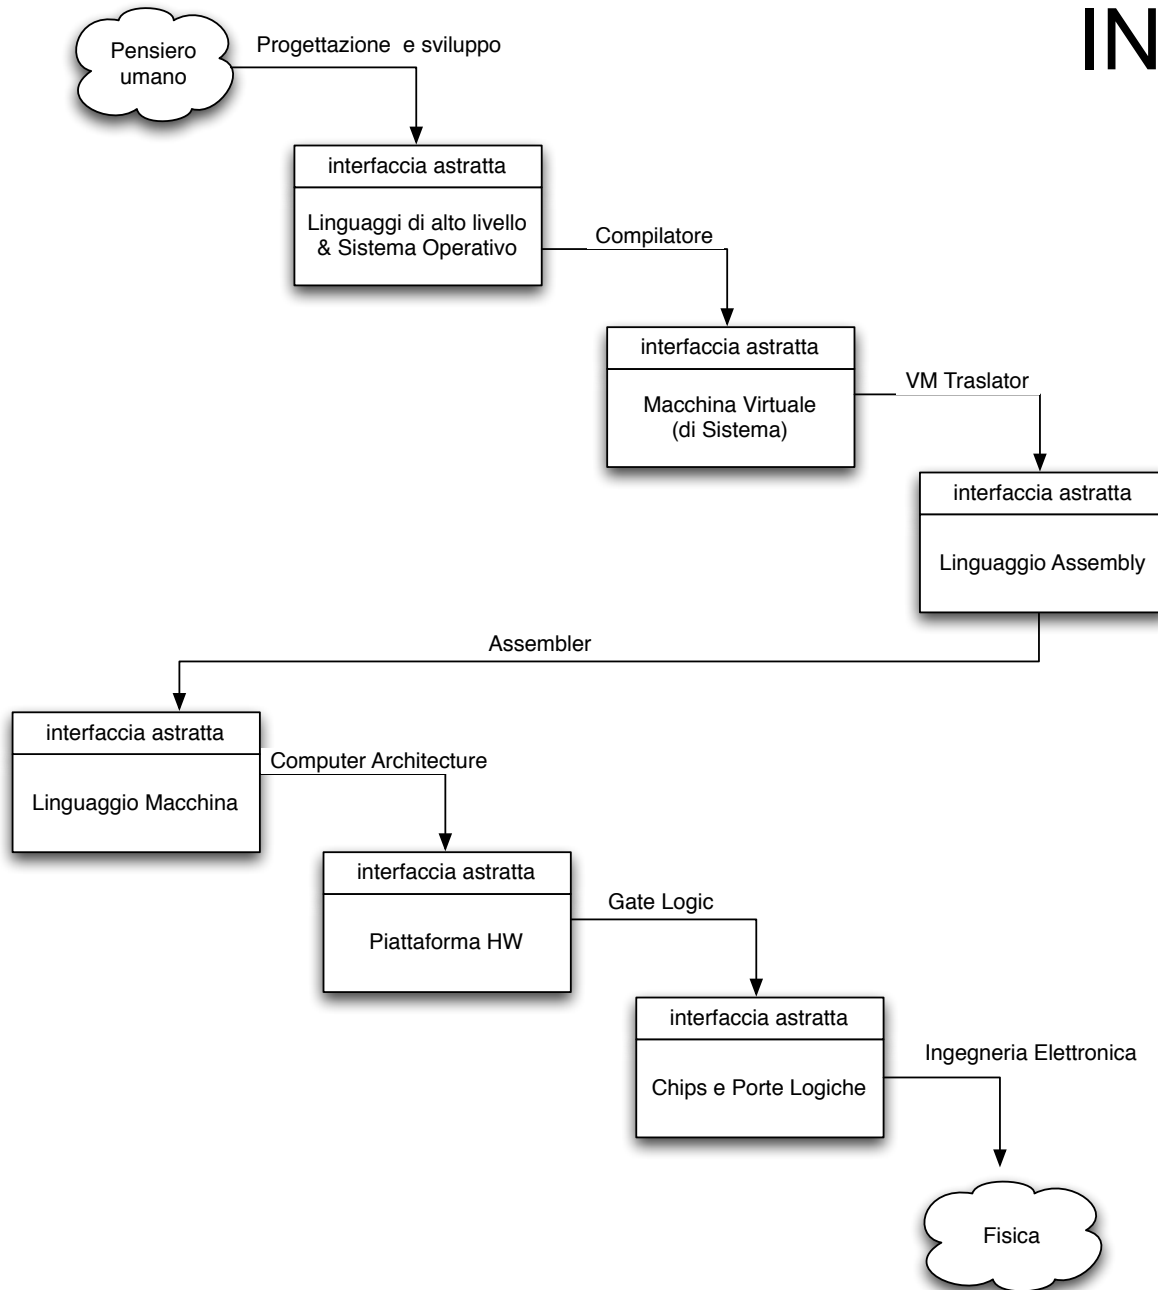 IN
Pensiero
umano
Progettazione e sviluppo
interfaccia astratta
Linguaggi di alto livello
& Sistema Operativo
Compilatore
interfaccia astratta
Macchina Virtuale
(di Sistema)
VM Traslator
interfaccia astratta
Linguaggio Assembly
Assembler
interfaccia astratta
Linguaggio Macchina
Computer Architecture
interfaccia astratta
Piattaforma HW
Gate Logic
interfaccia astratta
Chips e Porte Logiche
Ingegneria Elettronica
Fisica